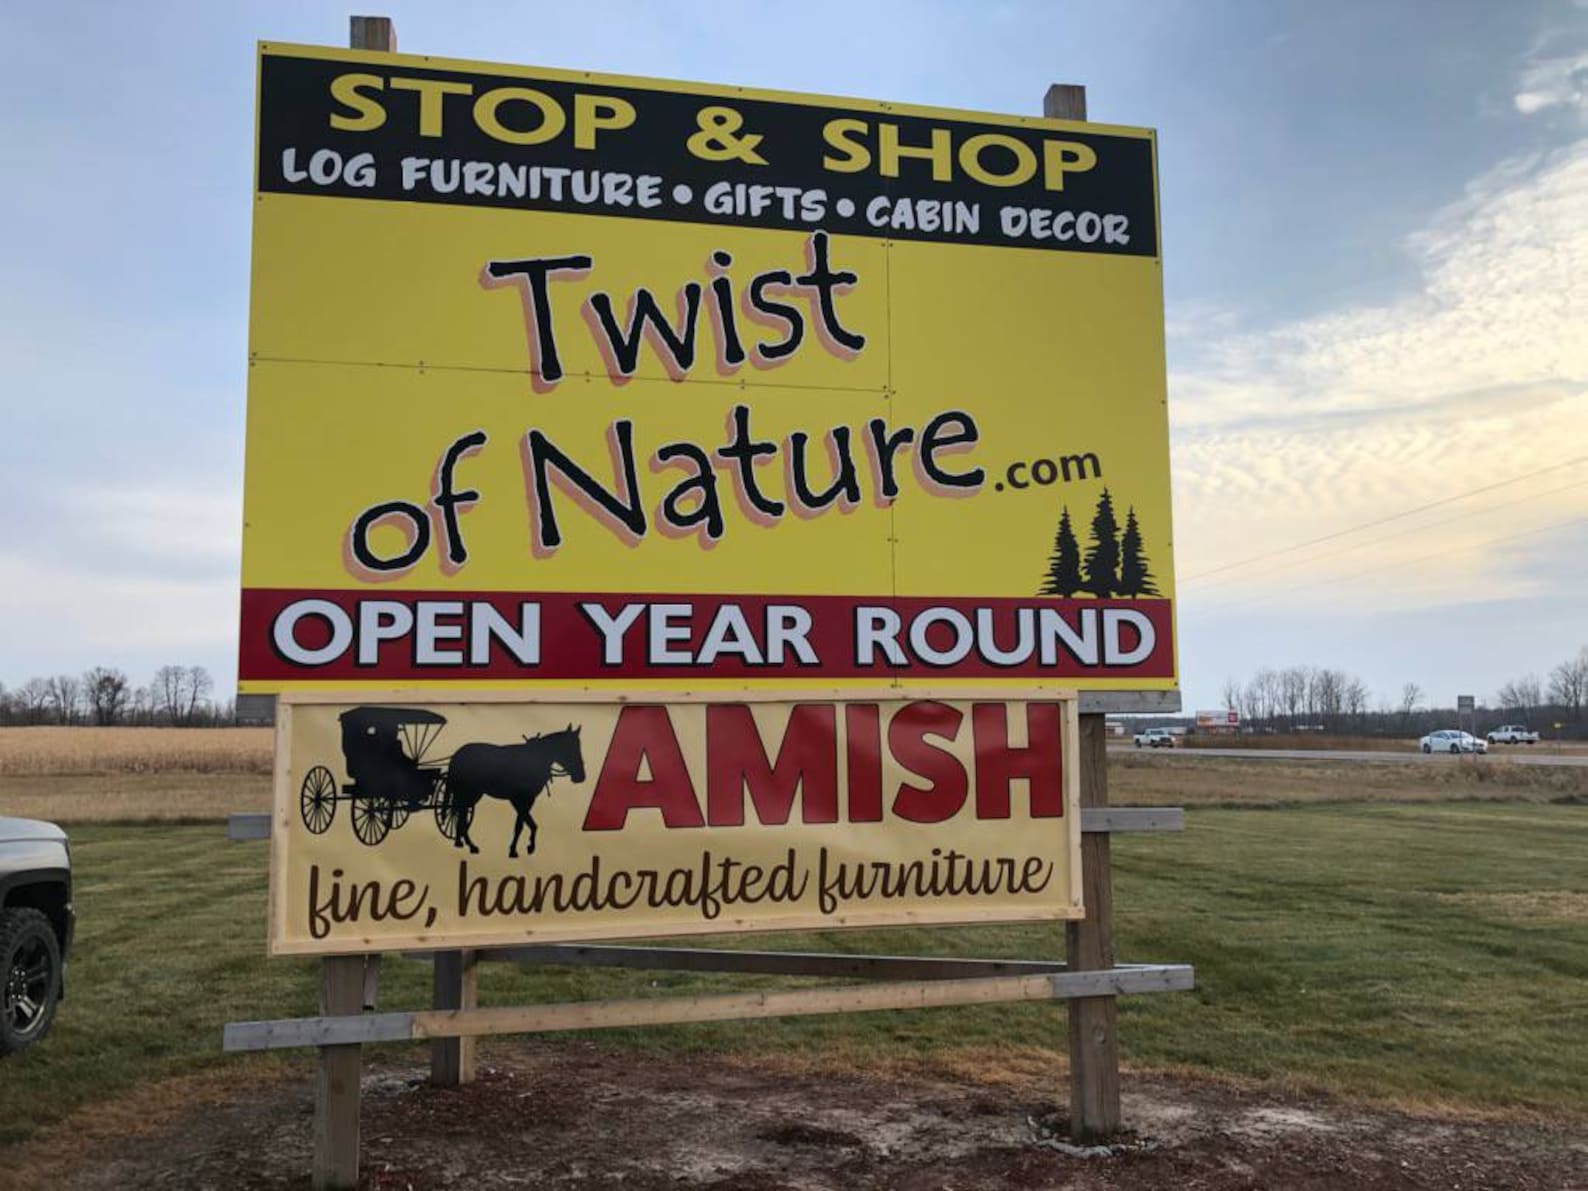 STOP & SHOP
LOG FURNITURE • GIFTS • CABIN DECOR
Twist
of Nature.com
OPEN YEAR ROUND
AMISH
fine, handcrafted furniture